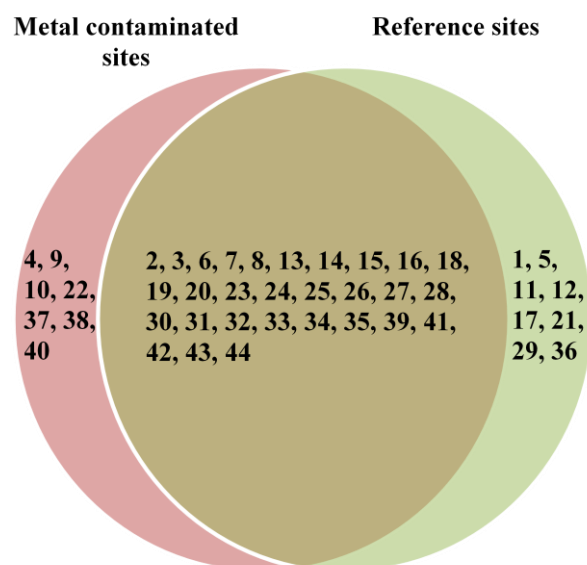 Metal contaminated
sites
Reference sites
4, 9,
10, 22,
37, 38,
40
2, 3, 6, 7, 8, 13, 14, 15, 16, 18,
19, 20, 23, 24, 25, 26, 27, 28,
30, 31, 32, 33, 34, 35, 39, 41,
42, 43, 44
1, 5,
11, 12,
17, 21,
29, 36